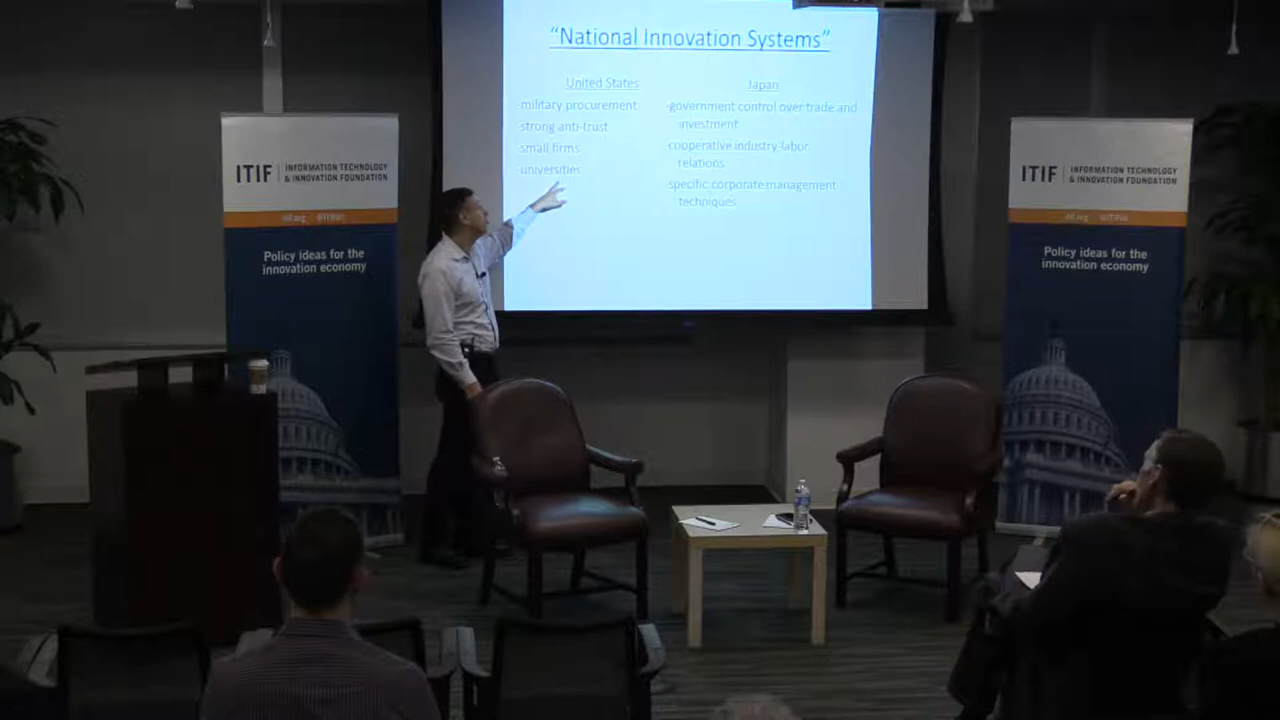 "National Innovation Systems"
United States
-military procurement
-strong anti-trust
-small firms
-universities
Japan
-government control over trade and
investment
-cooperative industry-labor
relations
-specific corporate management
techniques
ITIF
INFORMATION TECHNOLOGY
& INNOVATION FOUNDATION
Policy ideas for the
innovation economy
ITIF
INFORMATION TECHNOLOGY
& INNOVATION FOUNDATION
Policy ideas for the
innovation economy